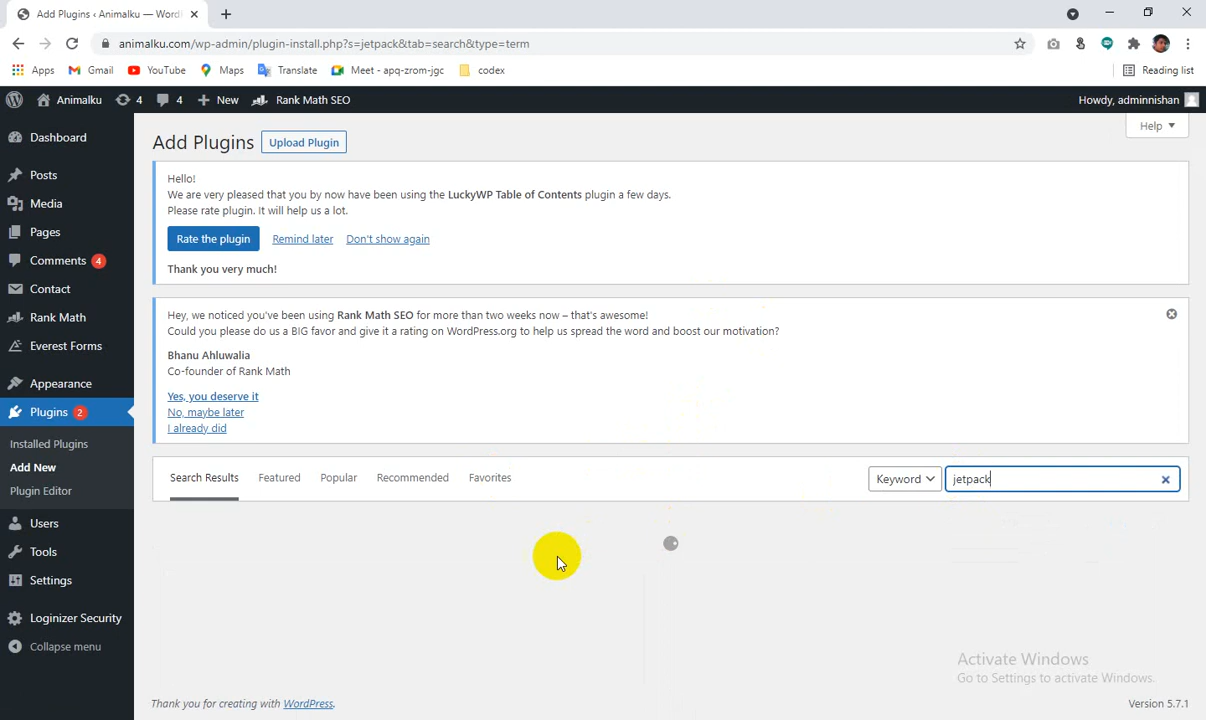 Add Plugins ‹ Animalku — Word
animalku.com/wp-admin/plugin-install.php?s=jetpack&tab=search&type=term
Apps Gmail YouTube Maps Translate Meet - apq-zrom-jgc codex Reading list
Animalku 4 4 New Rank Math SEO Howdy, adminnishan
Dashboard
Posts
Media
Pages
Comments 4
Contact
Rank Math
Everest Forms
Appearance
Plugins 2
Installed Plugins
Add New
Plugin Editor
Users
Tools
Settings
Loginizer Security
Collapse menu
Help
Add Plugins Upload Plugin
Hello!
We are very pleased that you by now have been using the LuckyWP Table of Contents plugin a few days.
Please rate plugin. It will help us a lot.
Rate the plugin Remind later Don't show again
Thank you very much!
Hey, we noticed you've been using Rank Math SEO for more than two weeks now – that's awesome!
Could you please do us a BIG favor and give it a rating on WordPress.org to help us spread the word and boost our motivation?
Bhanu Ahluwalia
Co-founder of Rank Math
Yes, you deserve it
No, maybe later
I already did
Search Results Featured Popular Recommended Favorites Keyword jetpack
Activate Windows
Go to Settings to activate Windows.
Thank you for creating with WordPress. Version 5.7.1